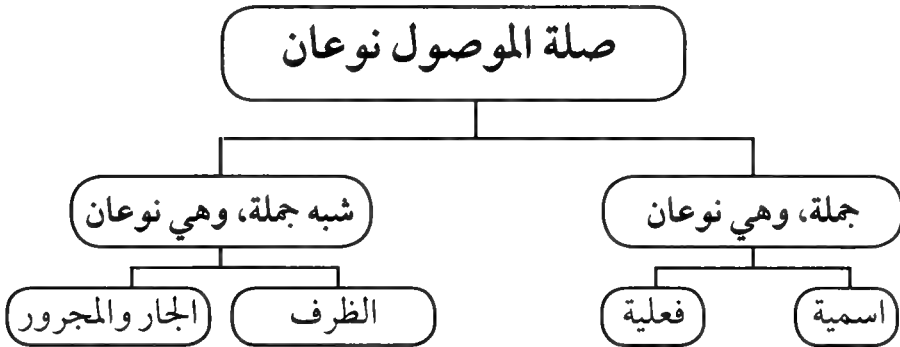 صلة الموصول نوعان
جملة، وهي نوعان
شبه جملة، وهي نوعان
اسمية
فعلية
الظرف
الجار والمجرور